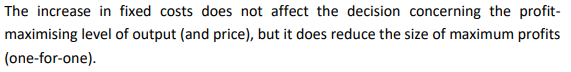 The increase in fixed costs does not affect the decision concerning the profit-
maximising level of output (and price), but it does reduce the size of maximum profits
(one-for-one).